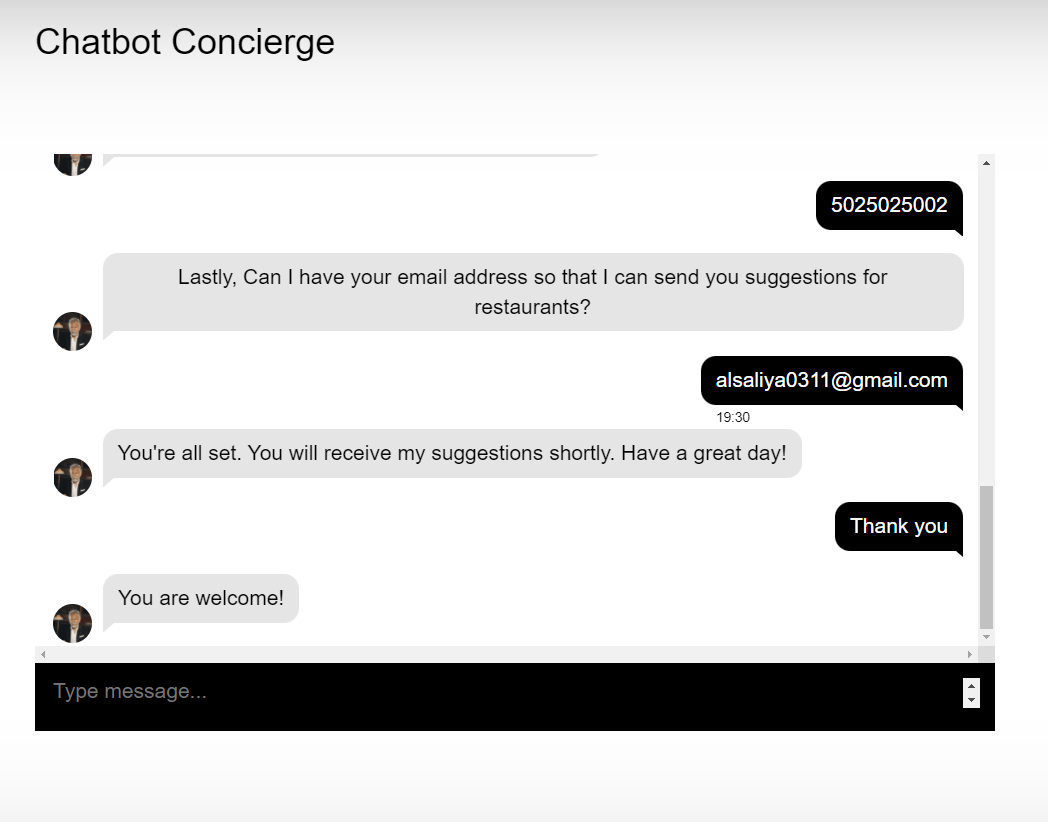 Chatbot Concierge
5025025002
Lastly, Can I have your email address so that I can send you suggestions for
restaurants?
alsaliya0311@gmail.com
19:30
You're all set. You will receive my suggestions shortly. Have a great day!
Thank you
You are welcome!
Type message...